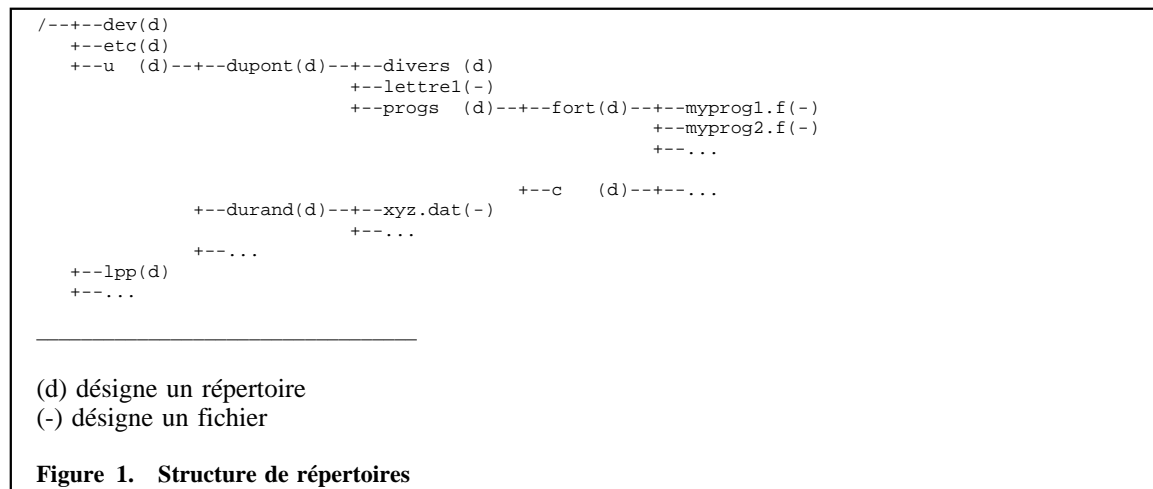 /--+--dev(d)
   +--etc(d)
   +--u  (d)--+--dupont(d)--+--divers (d)
                            +--lettre1(-)
                            +--progs  (d)--+--fort(d)--+--myprog1.f(-)
                                                       +--myprog2.f(-)
                                                       +--...
                                           +--c   (d)--+--...
              +--durand(d)--+--xyz.dat(-)
                            +--...
              +--...
   +--lpp(d)
   +--...
(d) désigne un répertoire
(-) désigne un fichier
Figure 1. Structure de répertoires